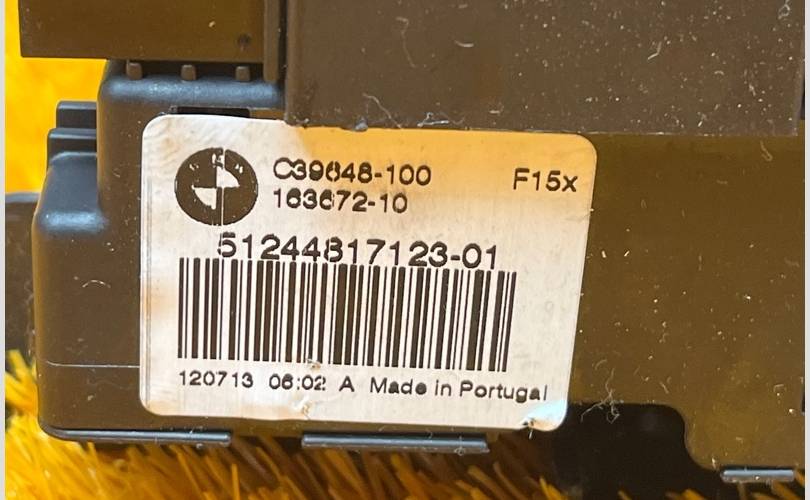 C39648-100
F15x
163672-10
51244817123-01
120713 06:02 A Made in Portugal